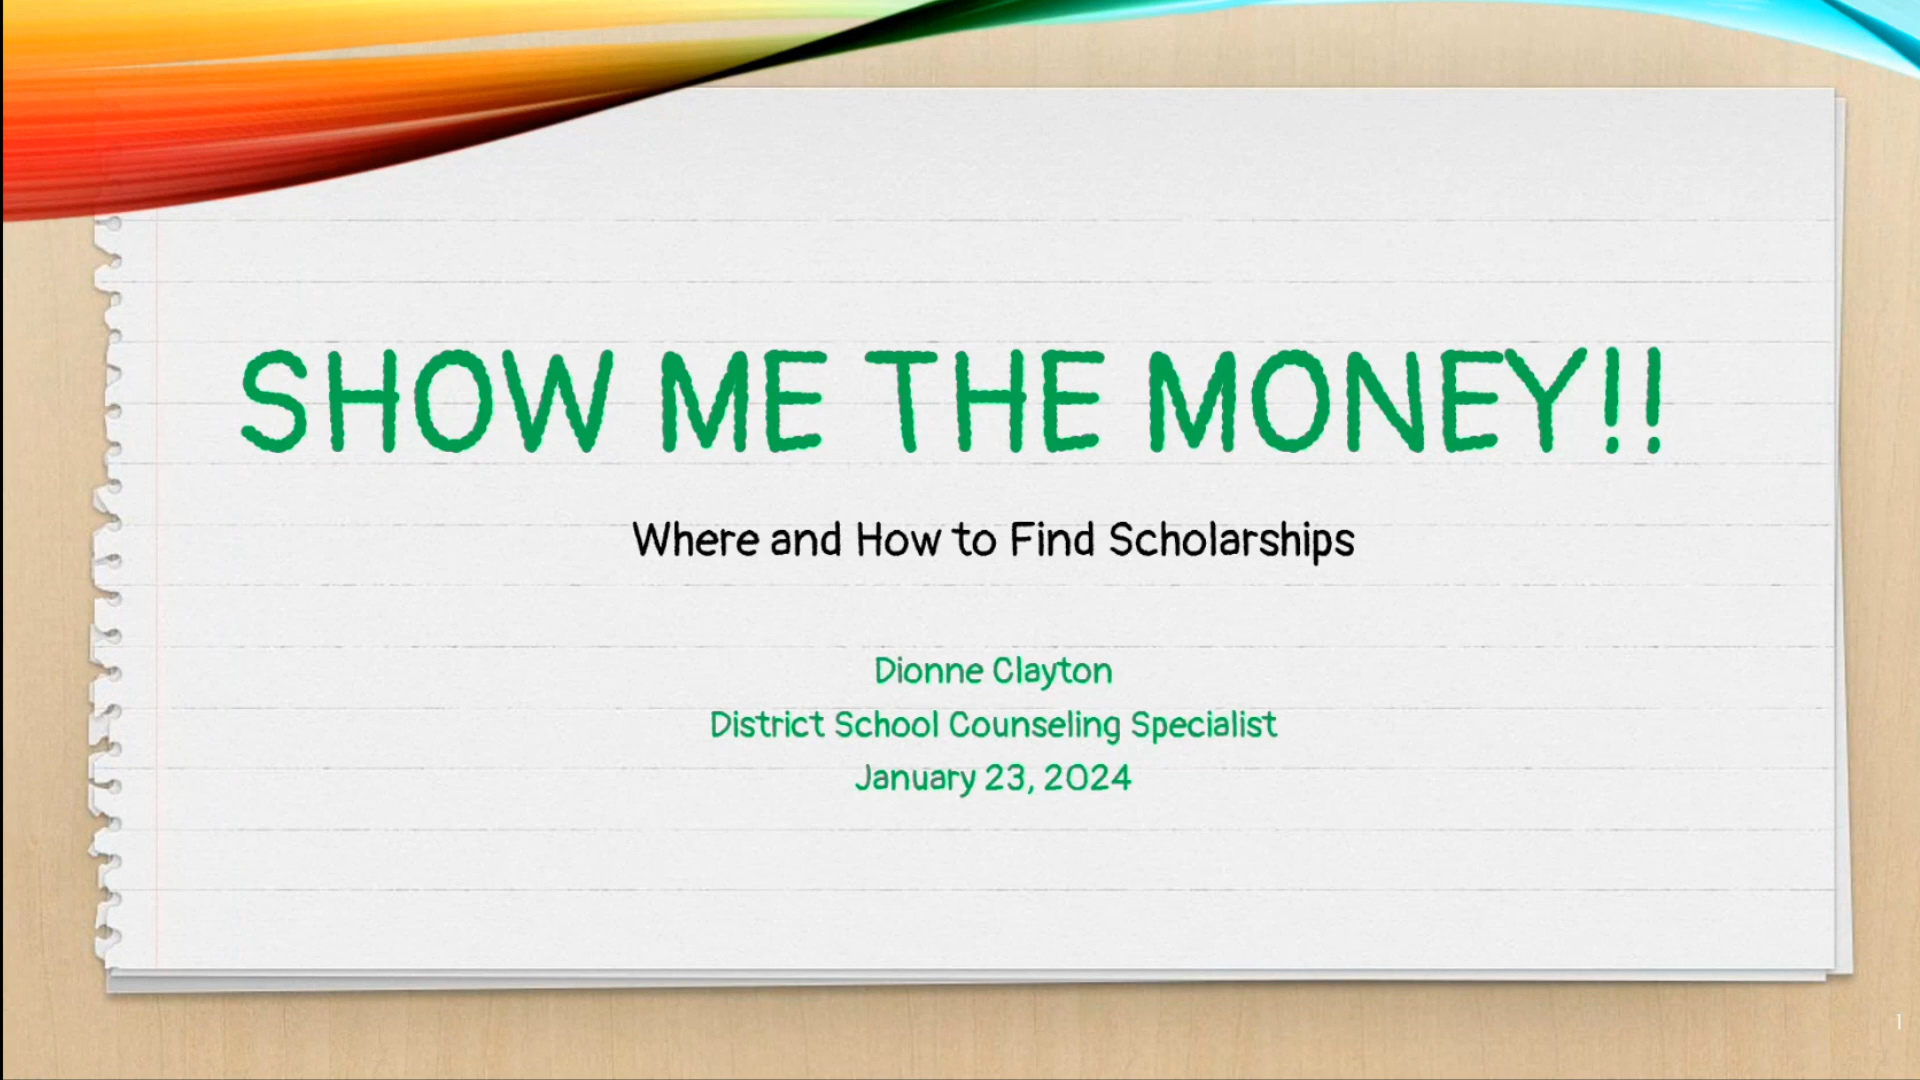 SHOW ME THE MONEY!!
Where and How to Find Scholarships
Dionne Clayton
District School Counseling Specialist
January 23, 2024
1